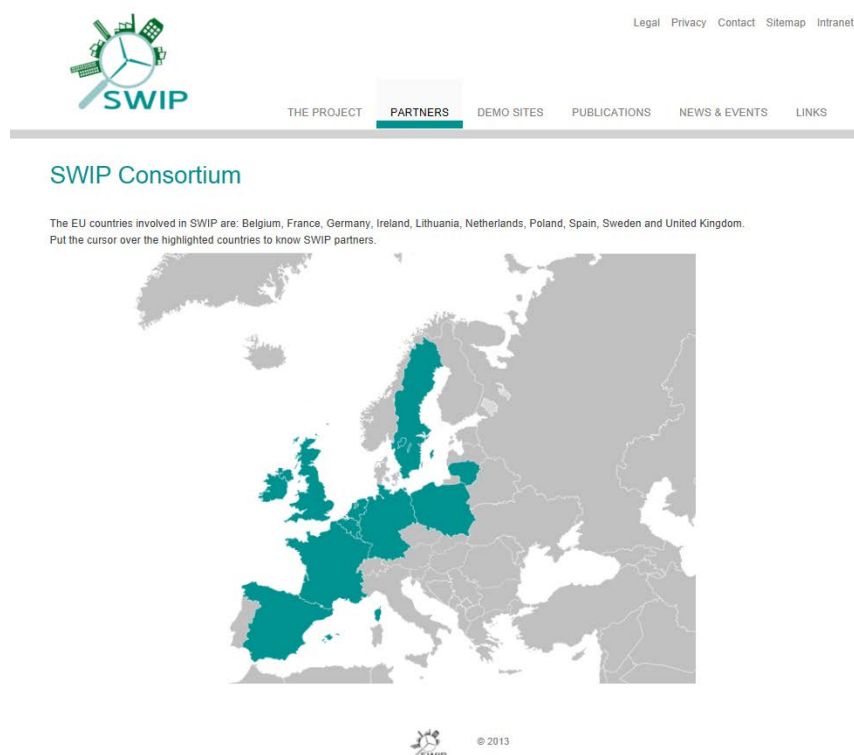 Legal Privacy Contact Sitemap Intranet
SWIP
THE PROJECT PARTNERS DEMO SITES PUBLICATIONS NEWS & EVENTS LINKS
SWIP Consortium
The EU countries involved in SWIP are: Belgium, France, Germany, Ireland, Lithuania, Netherlands, Poland, Spain, Sweden and United Kingdom.
Put the cursor over the highlighted countries to know SWIP partners.
SWIP
© 2013